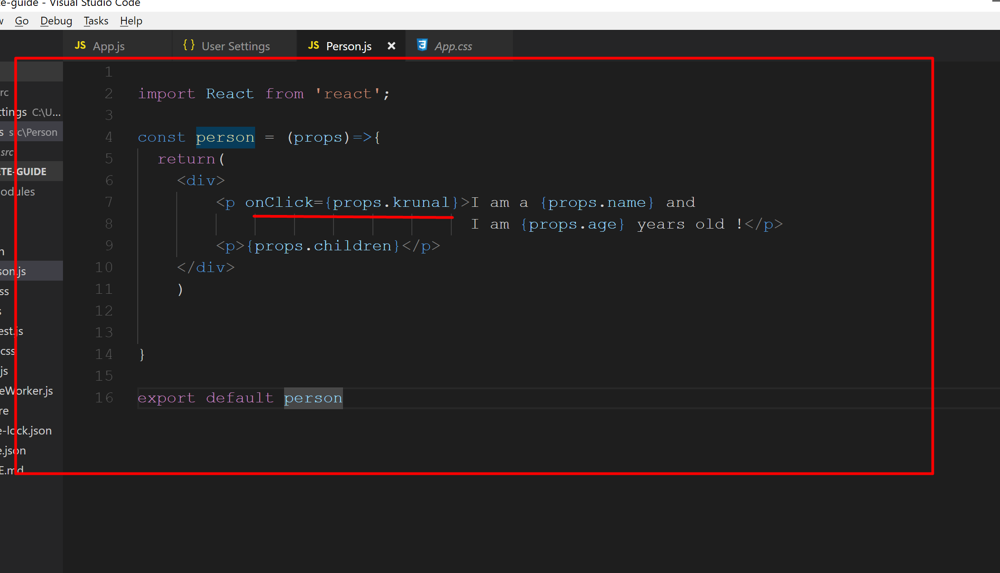 te-guide - Visual Studio Code
Go Debug Tasks Help
JS App.js {} User Settings JS Person.js × App.css
1
2 import React from 'react';
3
4 const person = (props)=>{
5 return(
6 <div>
7 <p onClick={props.krunal}>I am a {props.name} and
8 I am {props.age} years old !</p>
9 <p>{props.children}</p>
10 </div>
11 )
12
13
14 }
15
16 export default person
rc
ttings C:\U...
s src\Person
src
ETE-GUIDE
odules
n
son.js
ss
s
est.js
css
js
eWorker.js
re
e-lock.json
e.json
E.md